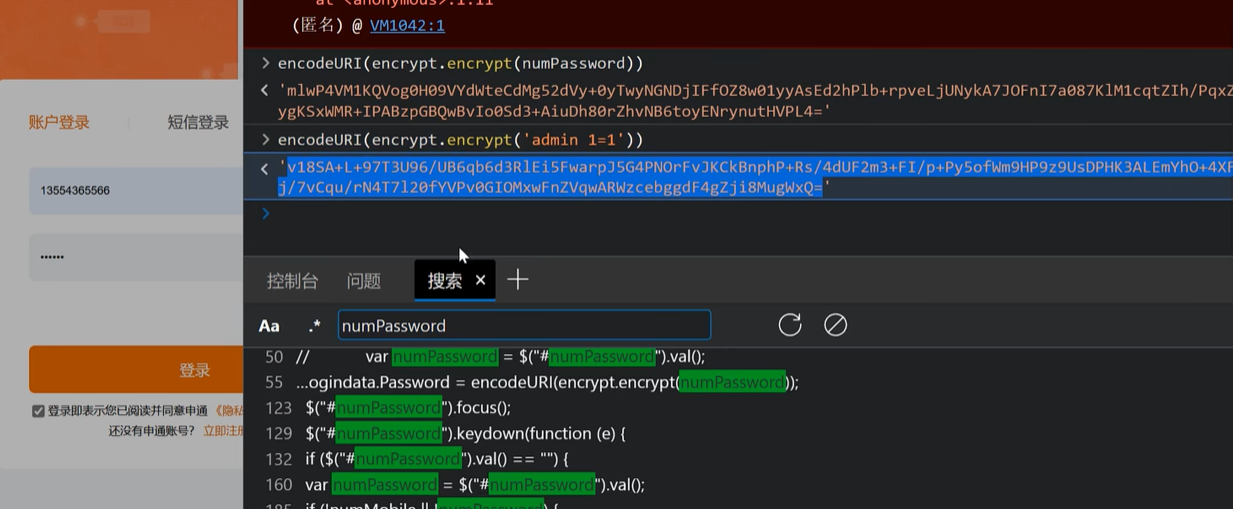 at <anonymous>:1:11
(匿名) @ VM1042:1
> encodeURI(encrypt.encrypt(numPassword))
'mlwP4VM1KQVog0H09VYdWteCdMg52dVy+0yTwyNGNDjIFfOZ8w01yyAsEd2hPlb+rpveLjUNykA7JOFnI7a087KlM1cqtZIh/PqxZ
ygKSxWMR+IPABzpGBQwBvIo0Sd3+AiuDh80rZhvNB6toyENrynutHVPL4='
> encodeURI(encrypt.encrypt('admin 1=1'))
'v18SA+L+97T3U96/UB6qb6d3RlEi5FwarpJ5G4PNOrFvJKCkBnphP+Rs/4dUF2m3+FI/p+Py5ofWm9HP9z9UsDPHK3ALEmYhO+4XF
j/7vCqu/rN4T7l20fYVPv0GIOMxwFnZVqwARWzcebggdF4gZji8MugWxQ='
账户登录 短信登录
13554365566
••••••
登录
登录即表示您已阅读并同意申通《隐私
还没有申通账号？ 立即注册
控制台 问题 搜索 ×
Aa .* numPassword
50 // var numPassword = $("#numPassword").val();
55 ...ogindata.Password = encodeURI(encrypt.encrypt(numPassword));
123 $("#numPassword").focus();
129 $("#numPassword").keydown(function (e) {
132 if ($("#numPassword").val() == "") {
160 var numPassword = $("#numPassword").val();
185 if (!numMobile || !numPassword) {